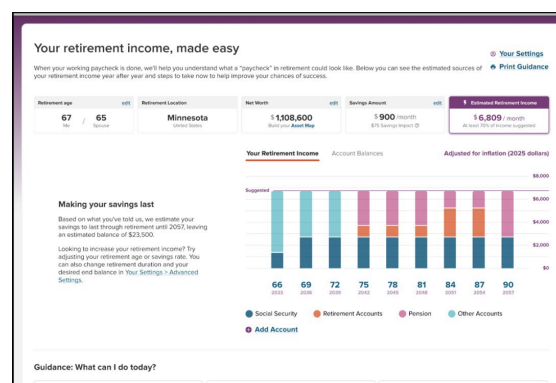 Your retirement income, made easy
When your working paycheck is done, we'll help you understand what a "paycheck" in retirement could look like. Below you can see the estimated sources of
your retirement income year after year and steps to take now to help improve your chances of success.
Your Settings
Print Guidance
Retirement age edit
67 / 65
Me Spouse
Retirement Location
Minnesota
United States
Net Worth edit
$1,108,600
Build your Asset Map
Savings Amount edit
$900/month
$75 Savings Impact
Estimated Retirement Income
$6,809/month
At least 70% of income suggested
Your Retirement Income Account Balances Adjusted for inflation (2025 dollars)
Making your savings last
Based on what you've told us, we estimate your
savings to last through retirement until 2057, leaving
an estimated balance of $23,500.
Looking to increase your retirement income? Try
adjusting your retirement age or savings rate. You
can also change retirement duration and your
desired end balance in Your Settings > Advanced
Settings.
Suggested
$8,000
$6,000
$4,000
$2,000
$0
66 69 72 75 78 81 84 87 90
2042 2045 2048 2051 2054 2057
Social Security Retirement Accounts Pension Other Accounts
Add Account
Guidance: What can I do today?